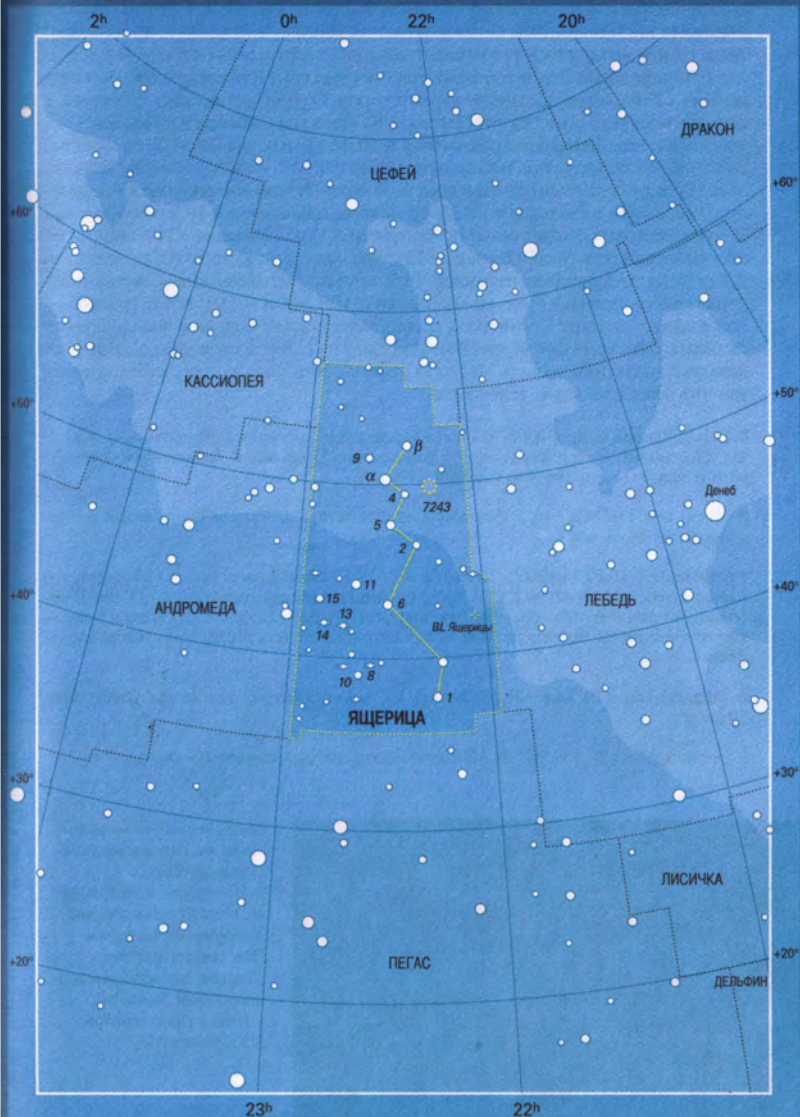 2h 0h 22h 20h
ДРАКОН
ЦЕФЕЙ
+60° +60°
КАССИОПЕЯ
+50° +50°
9 β
α
4
7243
Денеб
5
2
11
+40° АНДРОМЕДА 15 6 ЛЕБЕДЬ +40°
13
14 BL Ящерицы
8
10
1
ЯЩЕРИЦА
+30° +30°
ЛИСИЧКА
ПЕГАС
+20° +20°
ДЕЛЬФИН
23h 22h